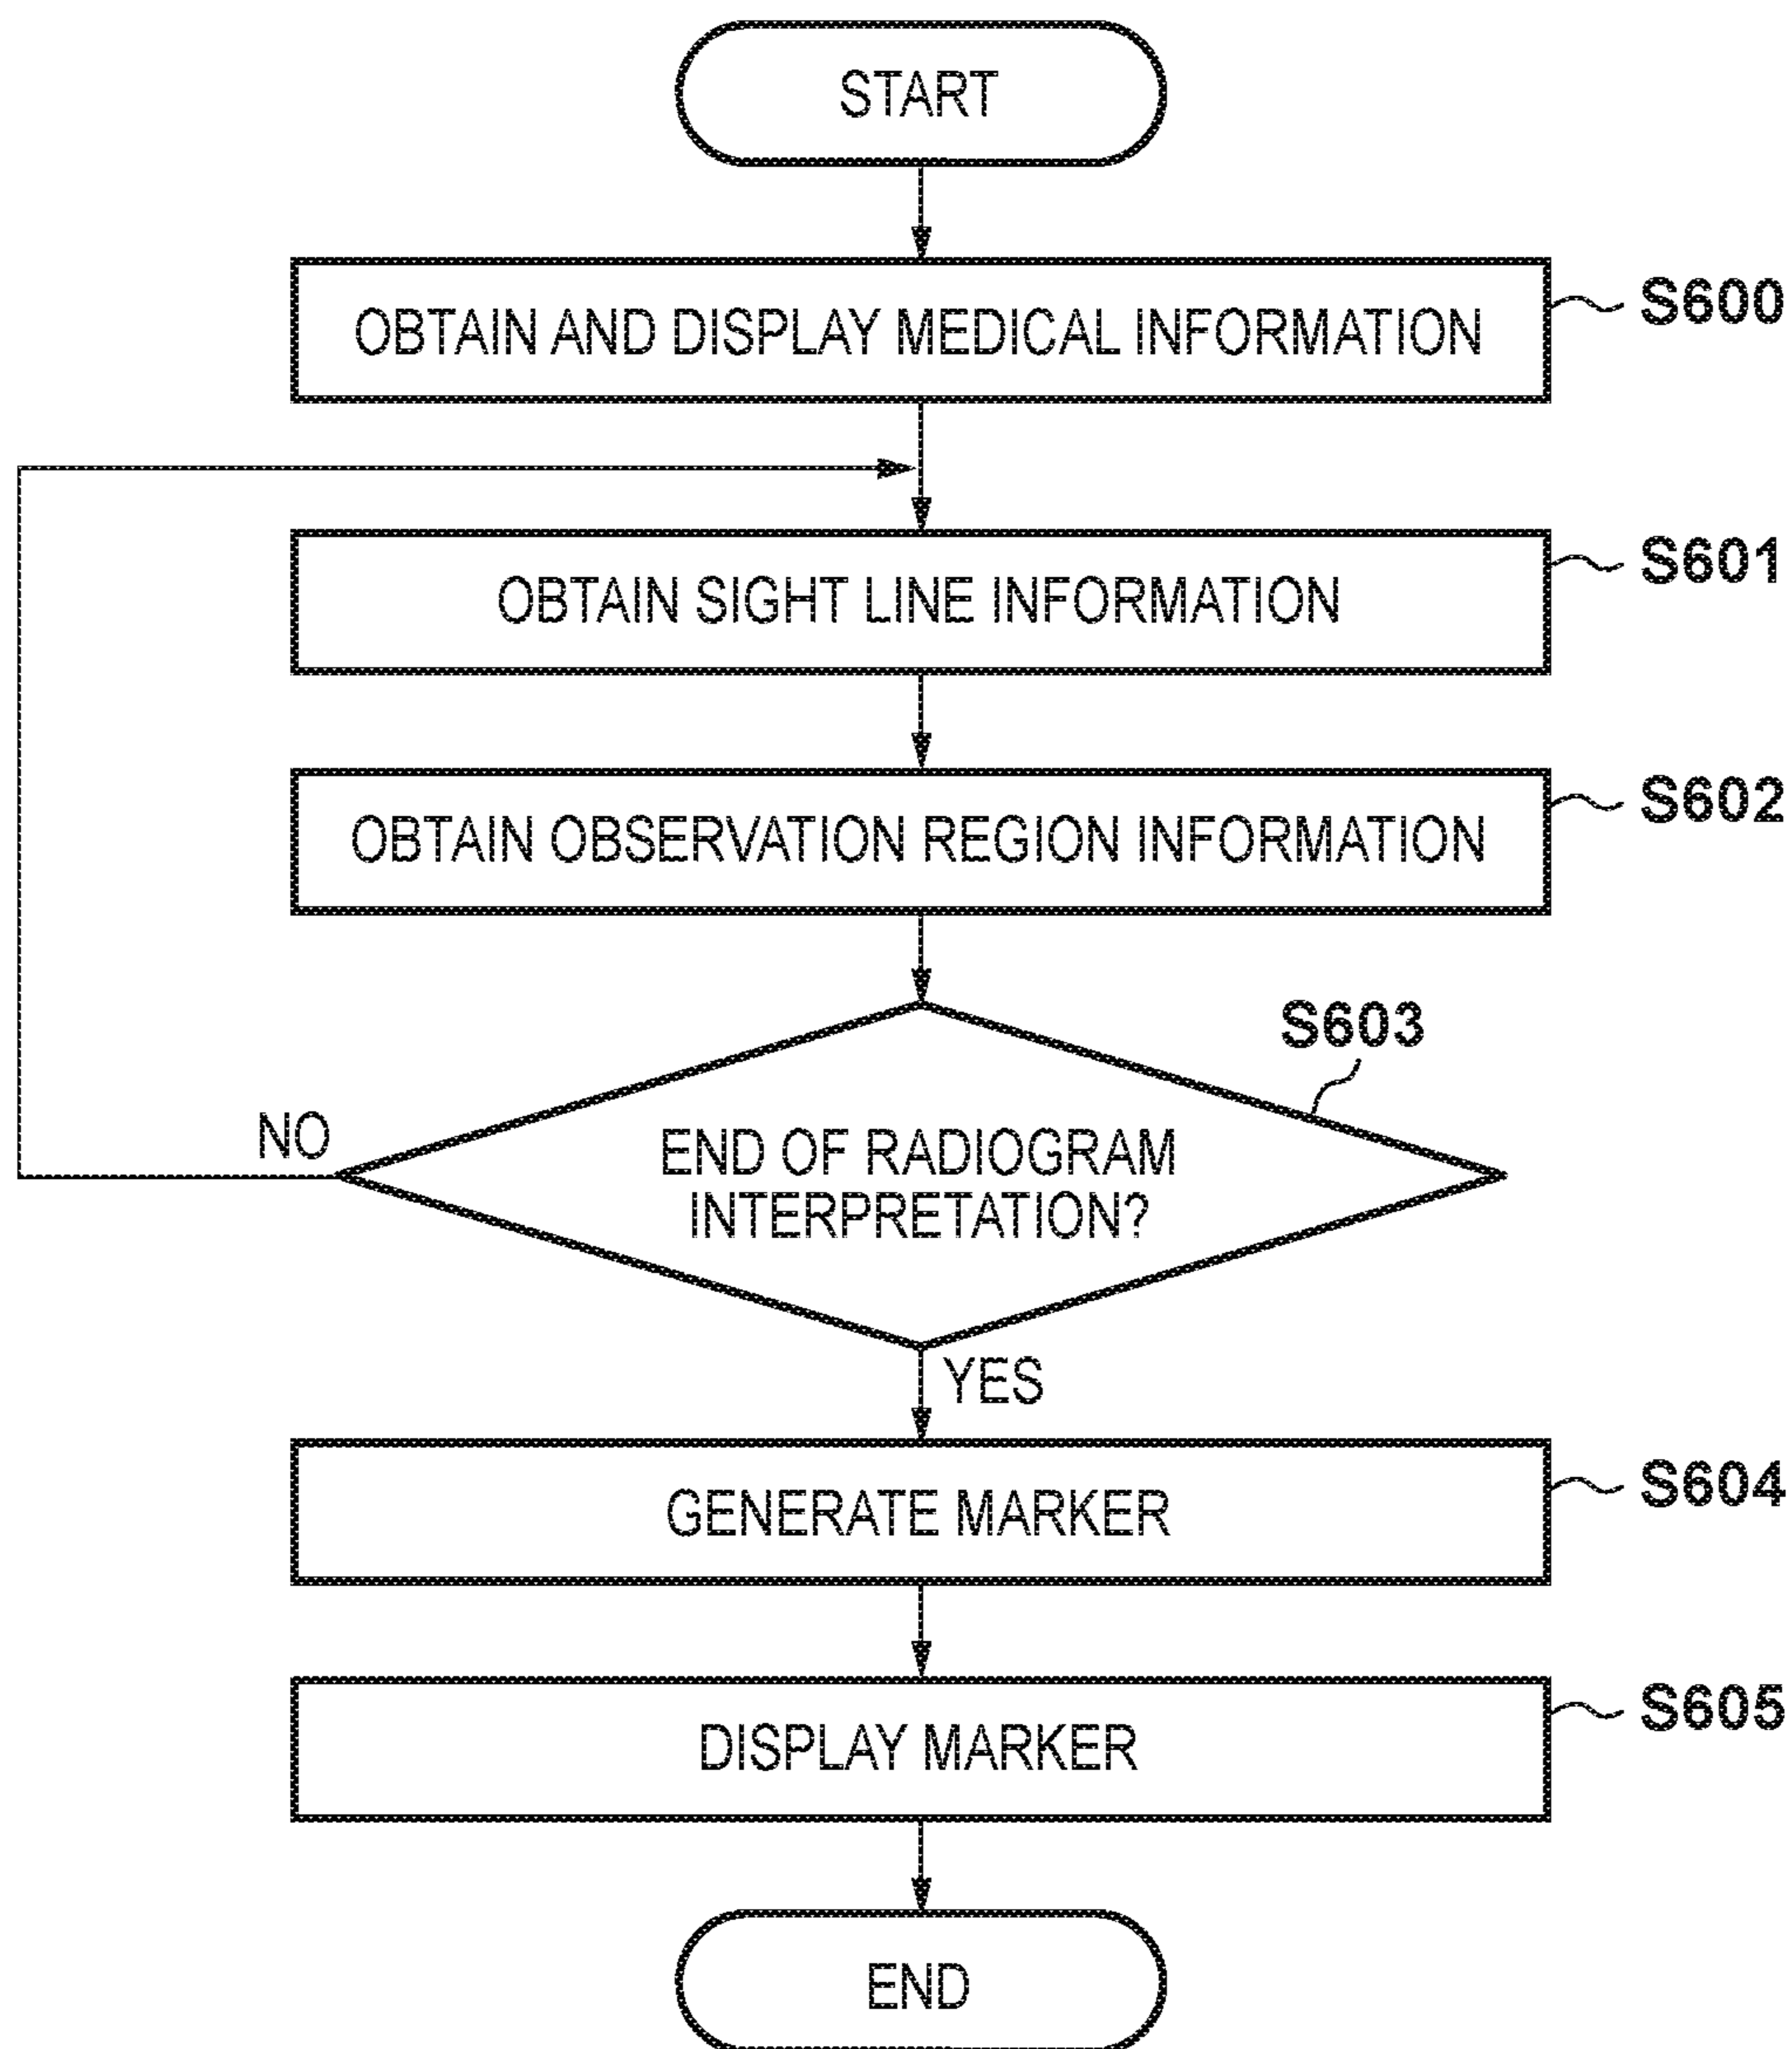 START
OBTAIN AND DISPLAY MEDICAL INFORMATION
S600
OBTAIN SIGHT LINE INFORMATION
S601
OBTAIN OBSERVATION REGION INFORMATION
S602
S603
NO
END OF RADIOGRAM
INTERPRETATION?
YES
GENERATE MARKER
S604
DISPLAY MARKER
S605
END